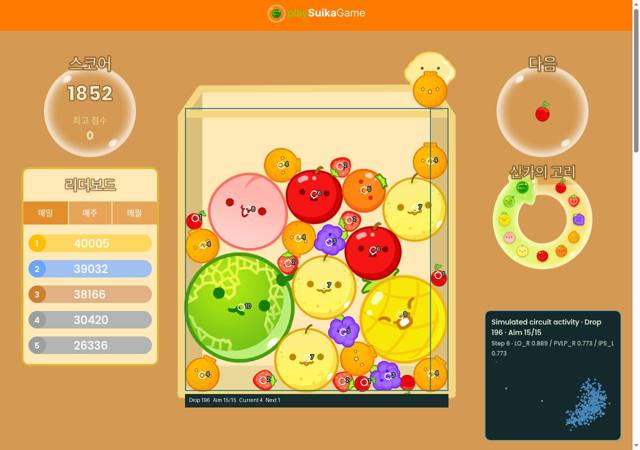 playSuikaGame
스코어
1852
최고 점수
0
리더보드
매일 매주 매월
1 40005
2 39032
3 38166
4 30420
5 26336
다음
신카의 고리
Simulated circuit activity · Drop
196 · Aim 15/15
Step 6 · LO_R 0.889 / PVLP_R 0.773 / IPS_L
0.773
Drop 196 Aim 15/15 Current 4 Next 1